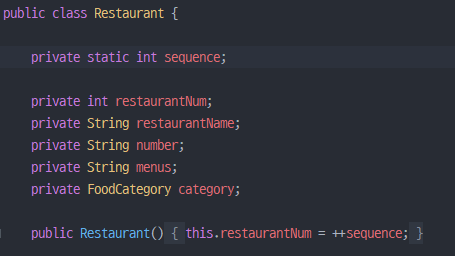 public class Restaurant {
private static int sequence;
private int restaurantNum;
private String restaurantName;
private String number;
private String menus;
private FoodCategory category;
public Restaurant() { this.restaurantNum = ++sequence; }